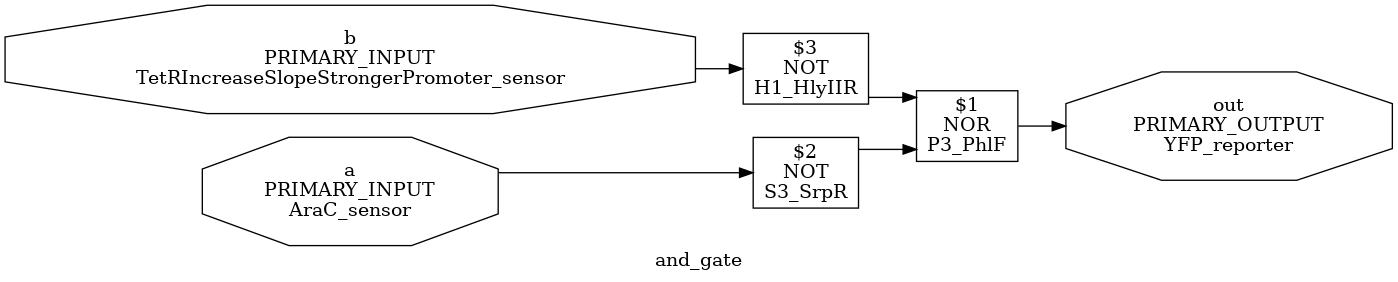 b
PRIMARY_INPUT
TetRIncreaseSlopeStrongerPromoter_sensor
$3
NOT
H1_HlyIIR
$1
NOR
P3_PhlF
out
PRIMARY_OUTPUT
YFP_reporter
a
PRIMARY_INPUT
AraC_sensor
$2
NOT
S3_SrpR
and_gate